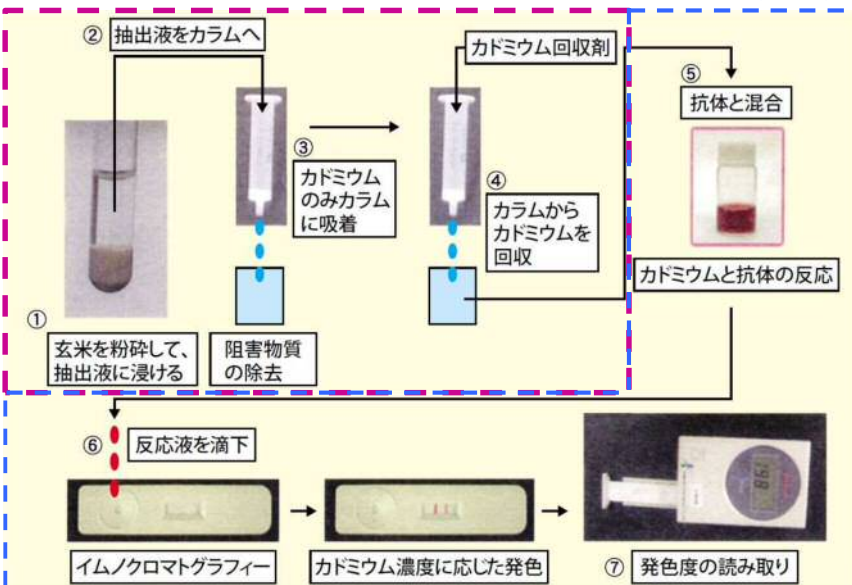 ② 抽出液をカラムへ
カドミウム回収剤
⑤
抗体と混合
③
カドミウム
のみカラム
に吸着
④
カラムから
カドミウムを
回収
カドミウムと抗体の反応
①
玄米を粉砕して、
抽出液に浸ける
阻害物質
の除去
⑥ 反応液を滴下
198
イムノクロマトグラフィー
カドミウム濃度に応じた発色
⑦ 発色度の読み取り